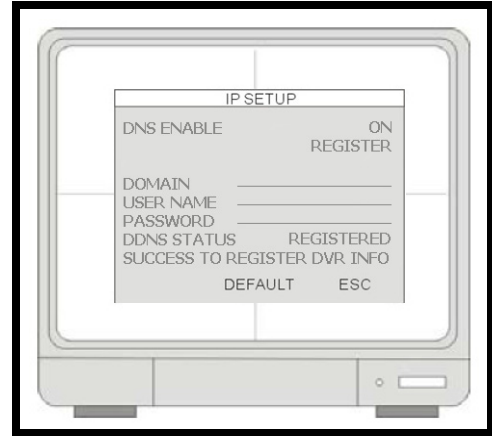 IP SETUP
DNS ENABLE ON
REGISTER
DOMAIN
USER NAME
PASSWORD
DDNS STATUS REGISTERED
SUCCESS TO REGISTER DVR INFO
DEFAULT ESC